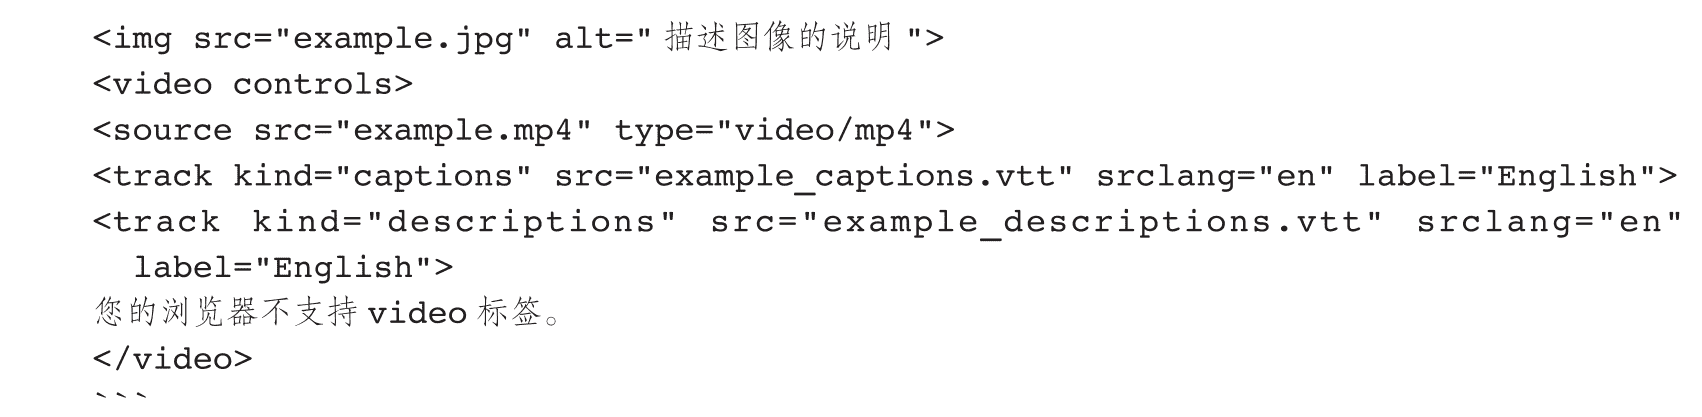 <img src="example.jpg" alt=" 描述图像的说明 ">
<video controls>
<source src="example.mp4" type="video/mp4">
<track kind="captions" src="example_captions.vtt" srclang="en" label="English">
<track kind="descriptions" src="example_descriptions.vtt" srclang="en"
label="English">
您的浏览器不支持 video 标签。
</video>
```